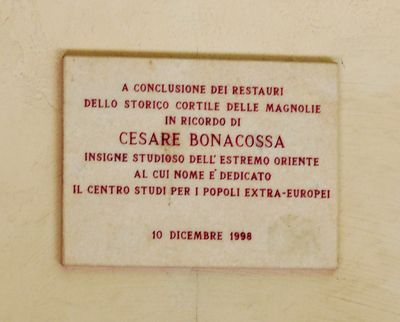 A CONCLUSIONE DEI RESTAURI
DELLO STORICO CORTILE DELLE MAGNOLIE
IN RICORDO DI
CESARE BONACOSSA
INSIGNE STUDIOSO DELL'ESTREMO ORIENTE
AL CUI NOME E' DEDICATO
IL CENTRO STUDI PER I POPOLI EXTRA-EUROPEI
10 DICEMBRE 1998